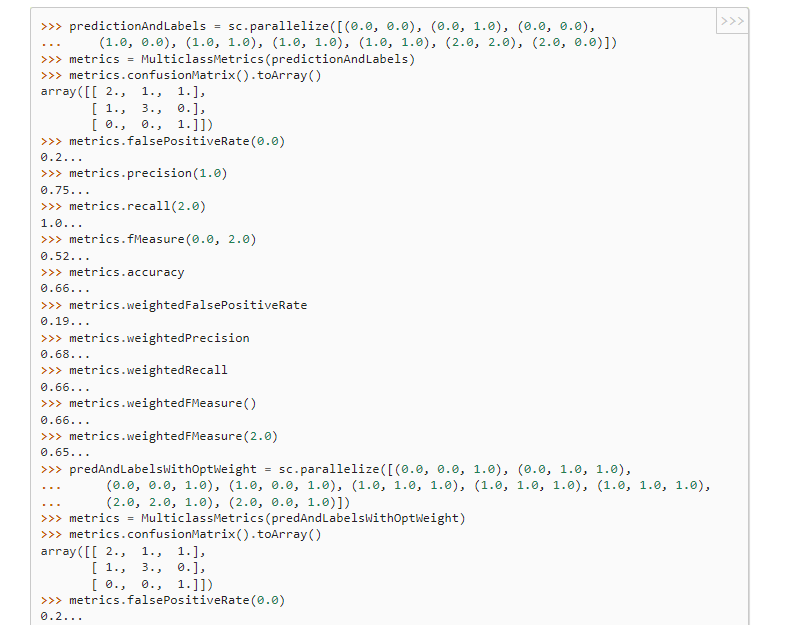 >>>
>>> predictionAndLabels = sc.parallelize([(0.0, 0.0), (0.0, 1.0), (0.0, 0.0),
...     (1.0, 0.0), (1.0, 1.0), (1.0, 1.0), (1.0, 1.0), (2.0, 2.0), (2.0, 0.0)])
>>> metrics = MulticlassMetrics(predictionAndLabels)
>>> metrics.confusionMatrix().toArray()
array([[ 2.,  1.,  1.],
       [ 1.,  3.,  0.],
       [ 0.,  0.,  1.]])
>>> metrics.falsePositiveRate(0.0)
0.2...
>>> metrics.precision(1.0)
0.75...
>>> metrics.recall(2.0)
1.0...
>>> metrics.fMeasure(0.0, 2.0)
0.52...
>>> metrics.accuracy
0.66...
>>> metrics.weightedFalsePositiveRate
0.19...
>>> metrics.weightedPrecision
0.68...
>>> metrics.weightedRecall
0.66...
>>> metrics.weightedFMeasure()
0.66...
>>> metrics.weightedFMeasure(2.0)
0.65...
>>> predAndLabelsWithOptWeight = sc.parallelize([(0.0, 0.0, 1.0), (0.0, 1.0, 1.0),
...      (0.0, 0.0, 1.0), (1.0, 0.0, 1.0), (1.0, 1.0, 1.0), (1.0, 1.0, 1.0), (1.0, 1.0, 1.0),
...      (2.0, 2.0, 1.0), (2.0, 0.0, 1.0)])
>>> metrics = MulticlassMetrics(predAndLabelsWithOptWeight)
>>> metrics.confusionMatrix().toArray()
array([[ 2.,  1.,  1.],
       [ 1.,  3.,  0.],
       [ 0.,  0.,  1.]])
>>> metrics.falsePositiveRate(0.0)
0.2...